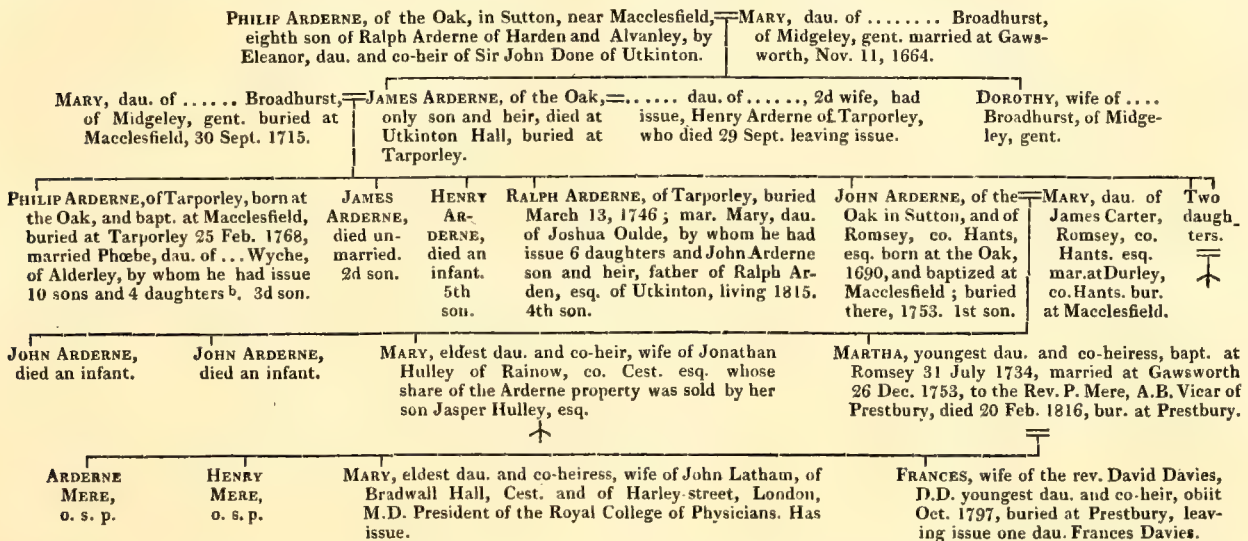 PHILIP ARDERNE, of the Oak, in Sutton, near Macclesfield,
eighth son of Ralph Arderne of Harden and Alvanley, by
Eleanor, dau. and co-heir of Sir John Done of Utkinton.
MARY, dau. of ........ Broadhurst,
of Midgeley, gent. married at Gaws-
worth, Nov. 11, 1664.
MARY, dau. of ...... Broadhurst,
of Midgeley, gent. buried at
Macclesfield, 30 Sept. 1715.
JAMES ARDERNE, of the Oak,
only son and heir, died at
Utkinton Hall, buried at
Tarporley.
...... dau. of ......, 2d wife, had
issue, Henry Arderne of Tarporley,
who died 29 Sept. leaving issue.
DOROTHY, wife of ....
Broadhurst, of Midge-
ley, gent.
PHILIP ARDERNE, of Tarporley, born at
the Oak, and bapt. at Macclesfield,
buried at Tarporley 25 Feb. 1768,
married Phœbe, dau. of ... Wyche,
of Alderley, by whom he had issue
10 sons and 4 daughters b. 3d son.
JAMES
ARDERNE,
died un-
married.
2d son.
HENRY
AR-
DERNE,
died an
infant.
5th
son.
RALPH ARDERNE, of Tarporley, buried
March 13, 1746 ; mar. Mary, dau.
of Joshua Oulde, by whom he had
issue 6 daughters and John Arderne
son and heir, father of Ralph Ar-
den, esq. of Utkinton, living 1815.
4th son.
JOHN ARDERNE, of the
Oak in Sutton, and of
Romsey, co. Hants,
esq. born at the Oak,
1690, and baptized at
Macclesfield ; buried
there, 1753. 1st son.
MARY, dau. of
James Carter,
Romsey, co.
Hants. esq.
mar. at Durley,
co. Hants. bur.
at Macclesfield.
Two
daugh-
ters.
JOHN ARDERNE,
died an infant.
JOHN ARDERNE,
died an infant.
MARY, eldest dau. and co-heir, wife of Jonathan
Hulley of Rainow, co. Cest. esq. whose
share of the Arderne property was sold by her
son Jasper Hulley, esq.
MARTHA, youngest dau. and co-heiress, bapt. at
Romsey 31 July 1734, married at Gawsworth
26 Dec. 1753, to the Rev. P. Mere, A.B. Vicar of
Prestbury, died 20 Feb. 1816, bur. at Prestbury.
ARDERNE
MERE,
o. s. p.
HENRY
MERE,
o. s. p.
MARY, eldest dau. and co-heiress, wife of John Latham, of
Bradwall Hall, Cest. and of Harley-street, London,
M.D. President of the Royal College of Physicians. Has
issue.
FRANCES, wife of the rev. David Davies,
D.D. youngest dau. and co-heir, obiit
Oct. 1797, buried at Prestbury, leav-
ing issue one dau. Frances Davies.